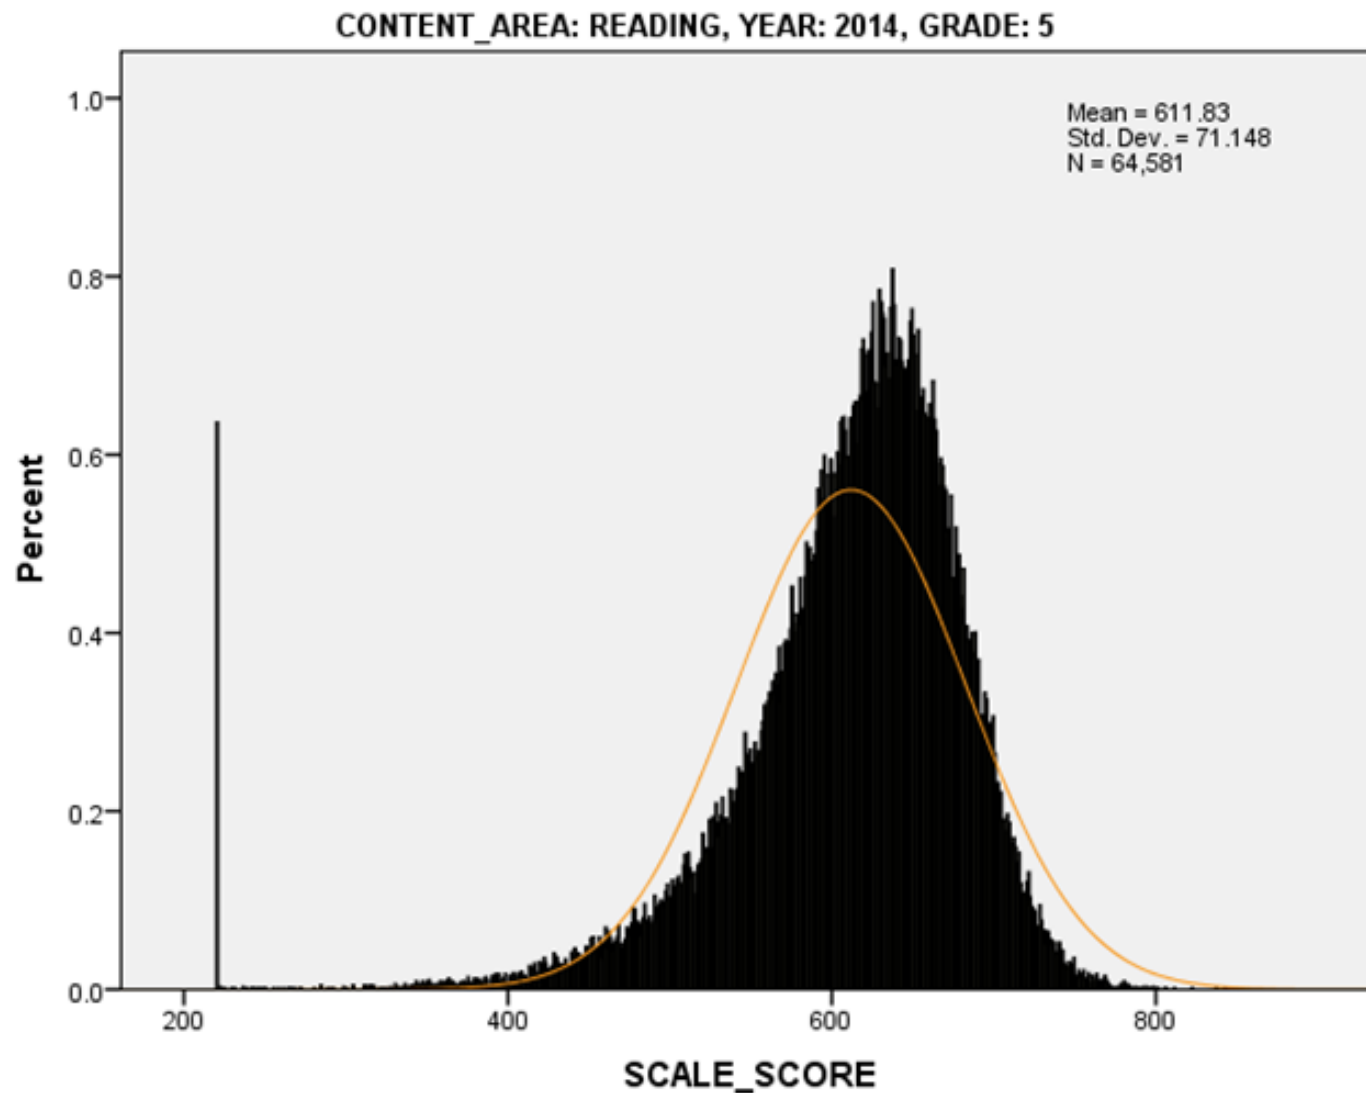 CONTENT_AREA: READING, YEAR: 2014, GRADE: 5
Mean = 611.83
Std. Dev. = 71.148
N = 64,581
1.0
0.8
0.6
0.4
0.2
0.0
Percent
200 400 600 800
SCALE_SCORE